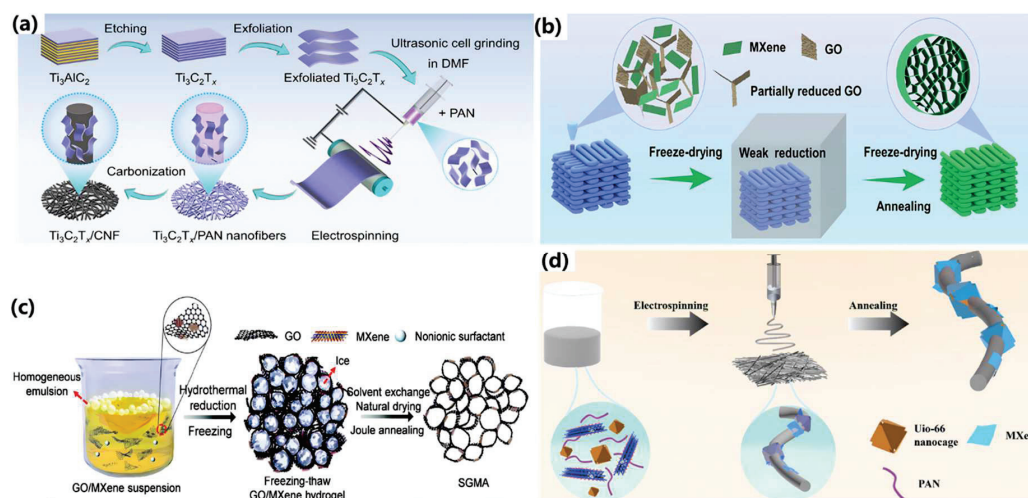 (a)
Etching
Exfoliation
Ultrasonic cell grinding
in DMF
Ti3AlC2
Ti3C2Tx
Exfoliated Ti3C2Tx
+ PAN
Carbonization
Ti3C2Tx/CNF
Ti3C2Tx/PAN nanofibers
Electrospinning
(b)
MXene
GO
Partially reduced GO
Freeze-drying
Weak reduction
Freeze-drying
Annealing
(c)
GO
MXene
Nonionic surfactant
Ice
Homogeneous
emulsion
Hydrothermal
reduction
Freezing
Solvent exchange
Natural drying
Joule annealing
GO/MXene suspension
Freezing-thaw
GO/MXene hydrogel
SGMA
(d)
Electrospinning
Annealing
Uio-66
nanocage
MXe
PAN